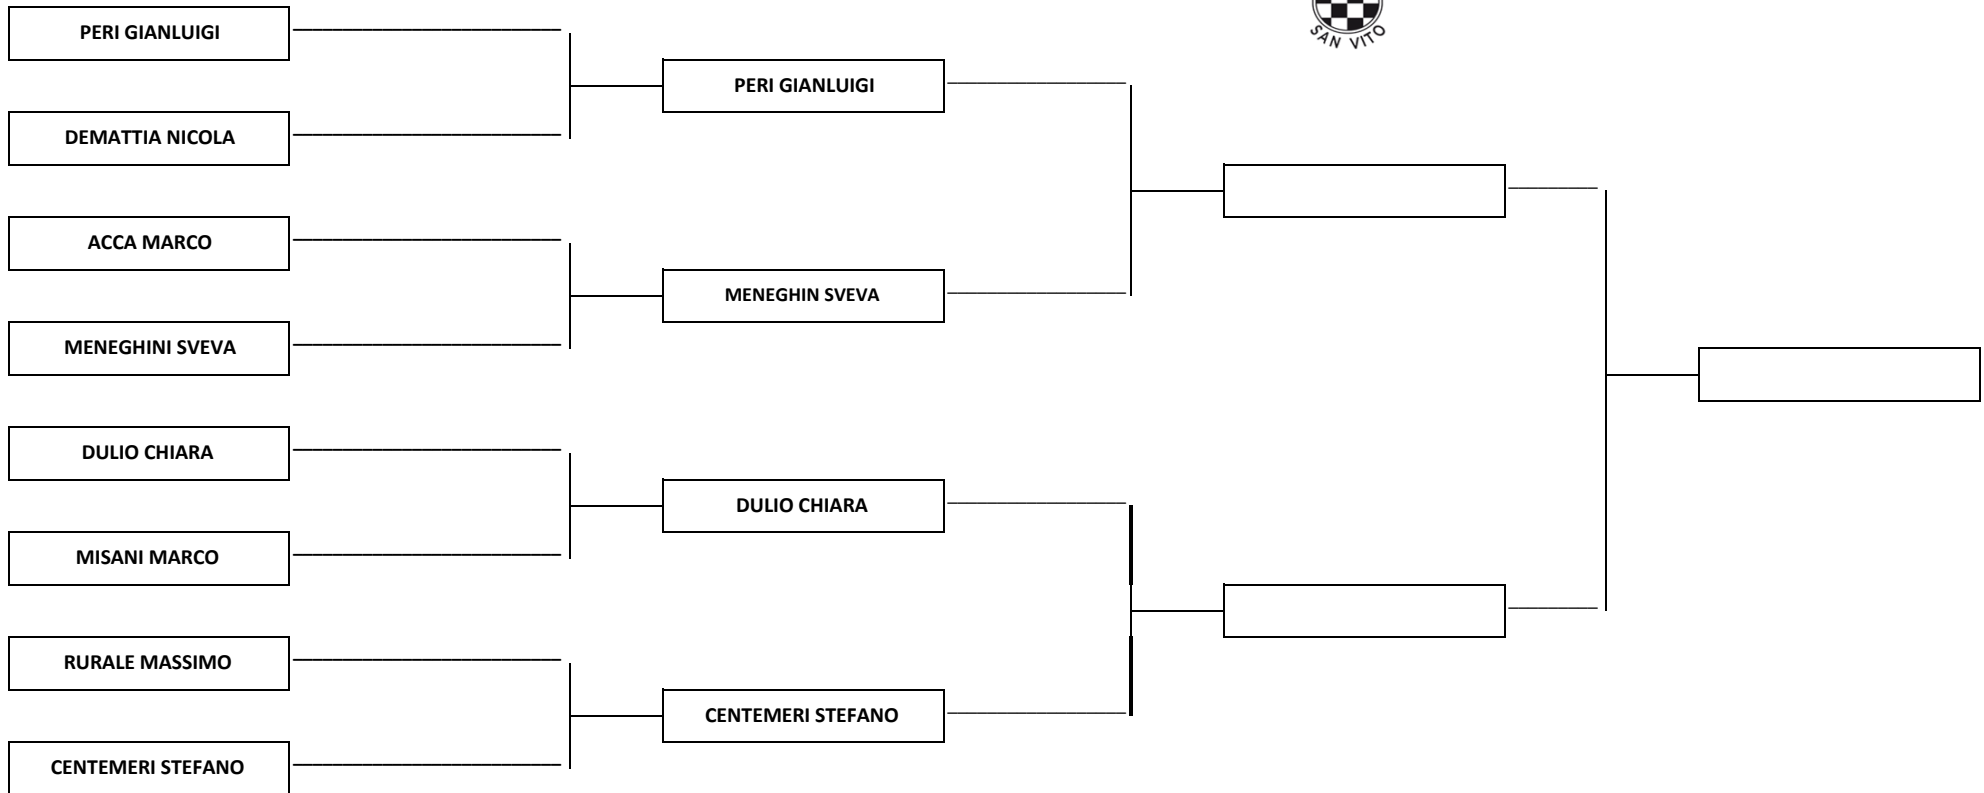 SAN VITO
PERI GIANLUIGI
DEMATTIA NICOLA
ACCA MARCO
MENEGHINI SVEVA
DULIO CHIARA
MISANI MARCO
RURALE MASSIMO
CENTEMERI STEFANO
PERI GIANLUIGI
MENEGHIN SVEVA
DULIO CHIARA
CENTEMERI STEFANO